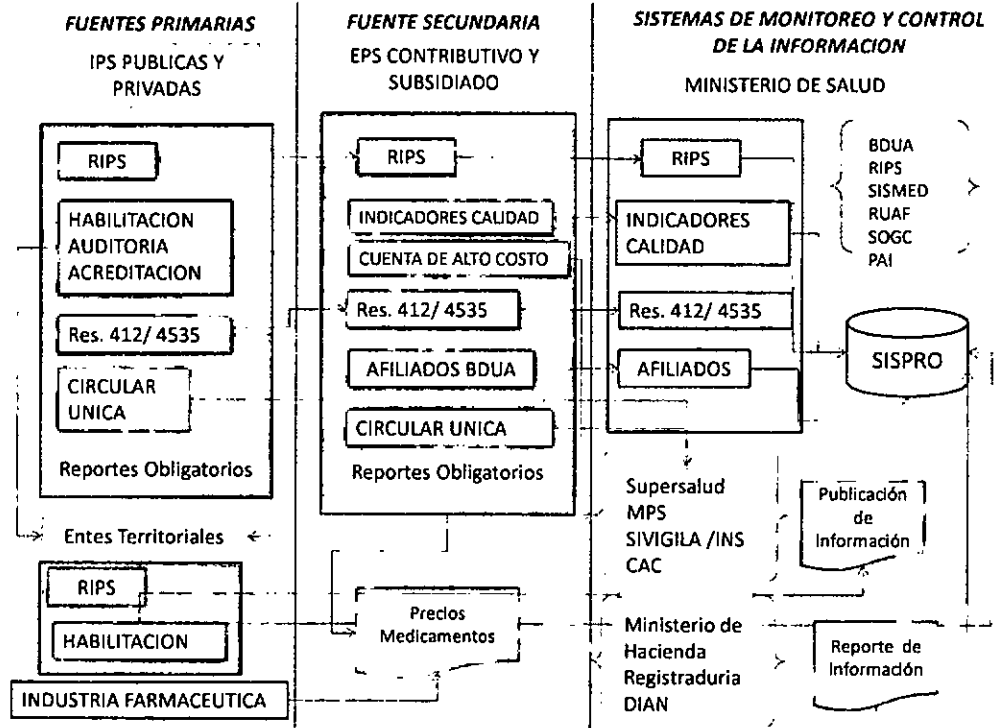 FUENTES PRIMARIAS
IPS PUBLICAS Y
PRIVADAS
RIPS
HABILITACION
AUDITORIA
ACREDITACION
Res. 412/ 4535
CIRCULAR
UNICA
Reportes Obligatorios
Entes Territoriales
RIPS
HABILITACION
INDUSTRIA FARMACEUTICA
FUENTE SECUNDARIA
EPS CONTRIBUTIVO Y
SUBSIDIADO
RIPS
INDICADORES CALIDAD
CUENTA DE ALTO COSTO
Res. 412/ 4535
AFILIADOS BDUA
CIRCULAR UNICA
Reportes Obligatorios
Precios
Medicamentos
SISTEMAS DE MONITOREO Y CONTROL
DE LA INFORMACION
MINISTERIO DE SALUD
RIPS
INDICADORES
CALIDAD
Res. 412/ 4535
AFILIADOS
BDUA
RIPS
SISMED
RUAF
SOGC
PAI
SISPRO
Supersalud
MPS
SIVIGILA /INS
CAC
Publicación
de
Información
Ministerio de
Hacienda
Registraduria
DIAN
Reporte de
Información